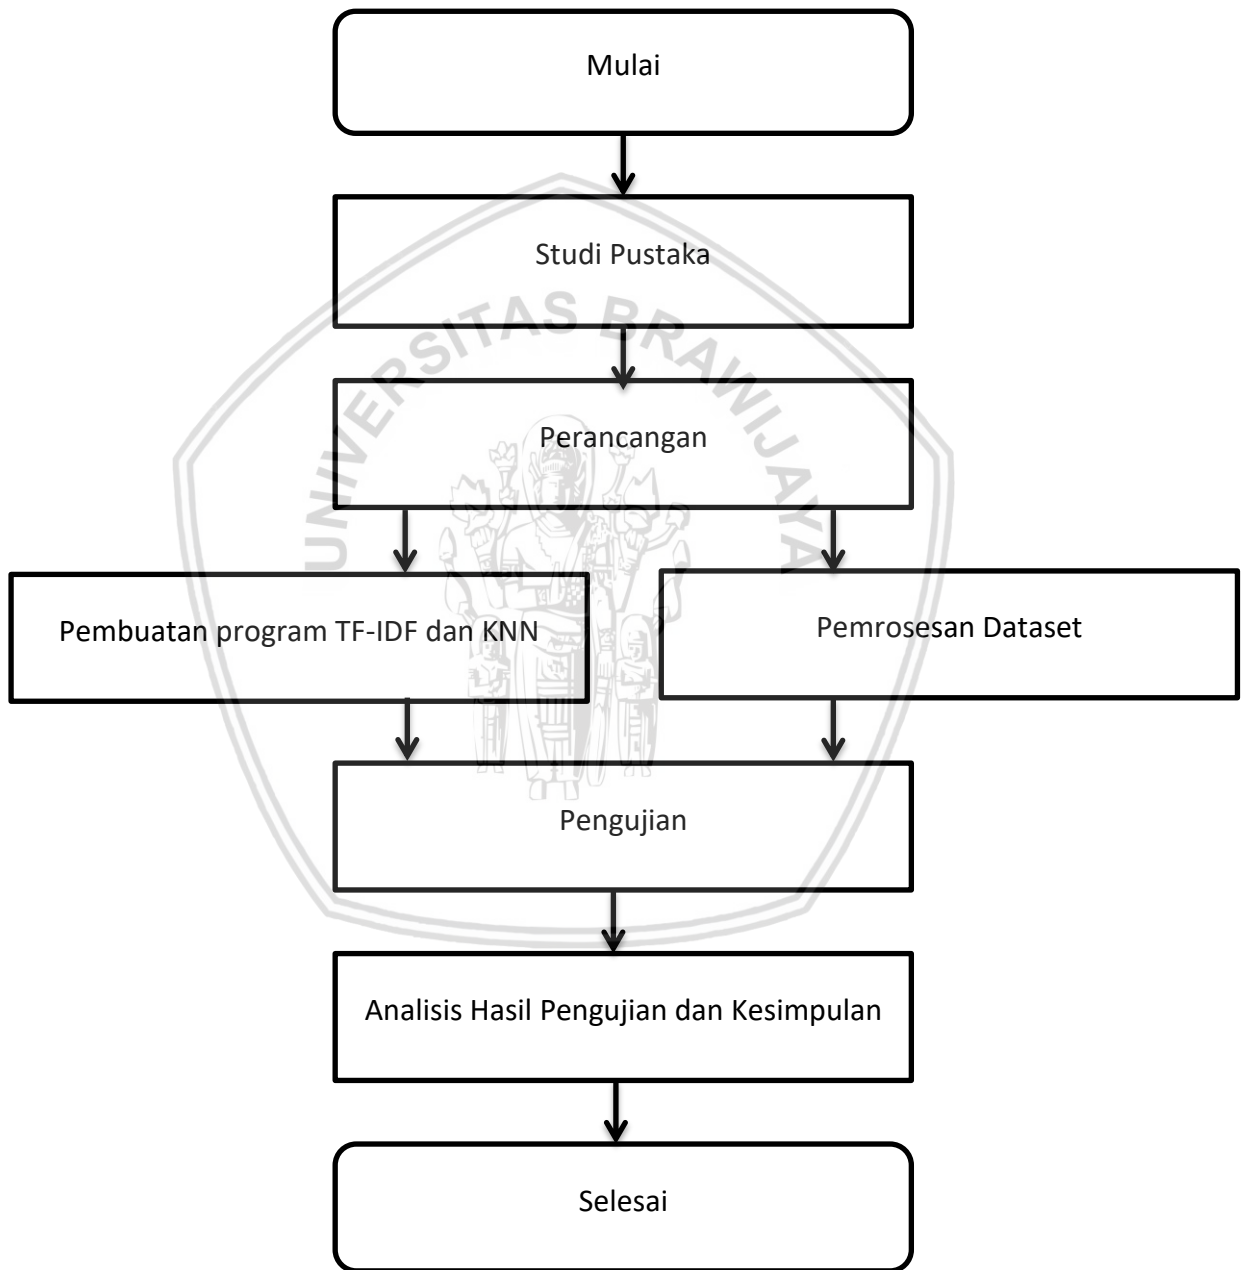 Mulai
Studi Pustaka
UNIVERSITAS BRAWIJAYA
Perancangan
Pembuatan program TF-IDF dan KNN
Pemrosesan Dataset
Pengujian
Analisis Hasil Pengujian dan Kesimpulan
Selesai